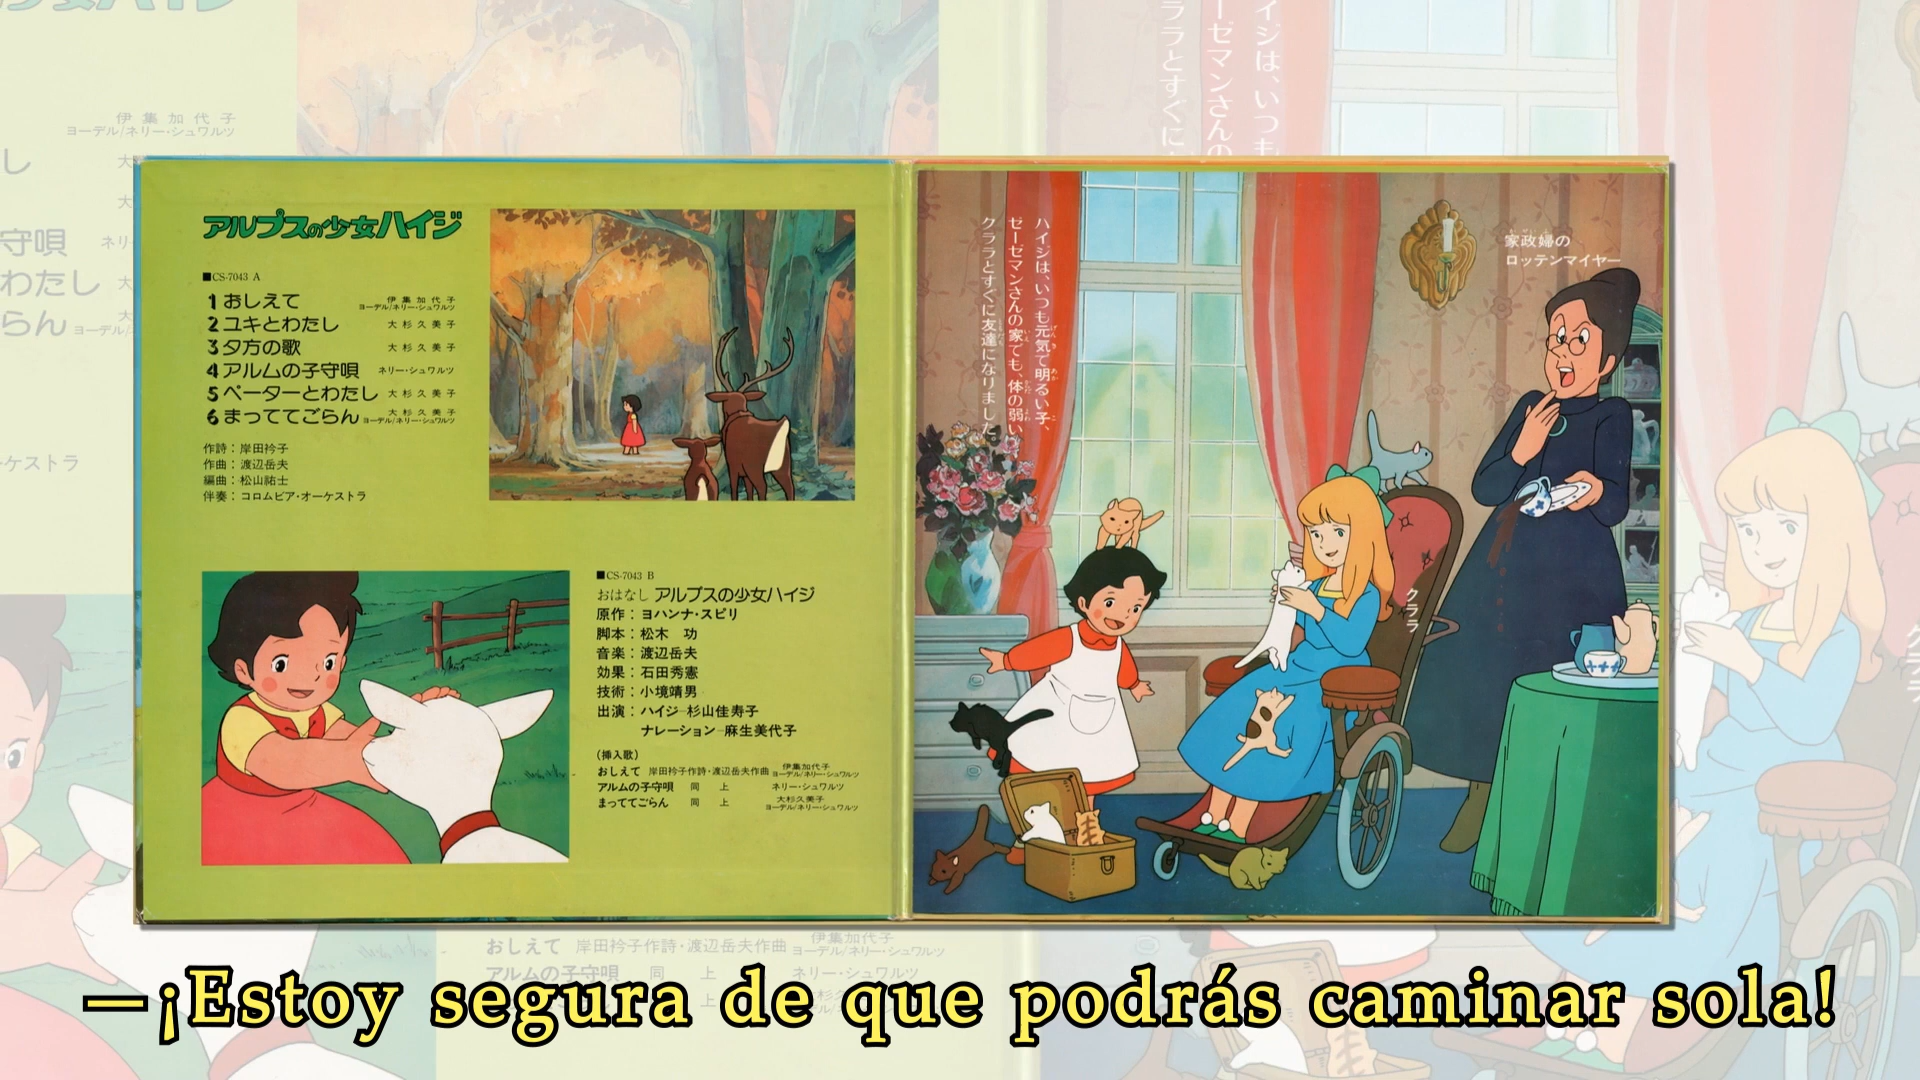 アルプスの少女ハイジ
■CS-7043 A
1 おしえて 伊集加代子
ヨーデル/ネリー・シュワルツ
2 ユキとわたし 大杉久美子
3 夕方の歌 大杉久美子
4 アルムの子守唄 ネリー・シュワルツ
5 ペーターとわたし 大杉久美子
6 まっててごらん 大杉久美子
ヨーデル/ネリー・シュワルツ
作詩：岸田衿子
作曲：渡辺岳夫
編曲：松山祐士
伴奏：コロムビア・オーケストラ
■CS-7043 B
おはなし アルプスの少女ハイジ
原作：ヨハンナ・スピリ
脚本：松木 功
音楽：渡辺岳夫
効果：石田秀憲
技術：小境靖男
出演：ハイジ―杉山佳寿子
ナレーション―麻生美代子
(挿入歌)
おしえて 岸田衿子作詩・渡辺岳夫作曲 伊集加代子
ヨーデル/ネリー・シュワルツ
アルムの子守唄 同 上 ネリー・シュワルツ
まっててごらん 同 上 大杉久美子
ヨーデル/ネリー・シュワルツ
ハイジは、いつも元気で明るい子、
ゼーゼマンさんの家でも、体の弱い
クララとすぐに友達になりました。
家政婦の
ロッテンマイヤー
クララ
—¡Estoy segura de que podrás caminar sola!